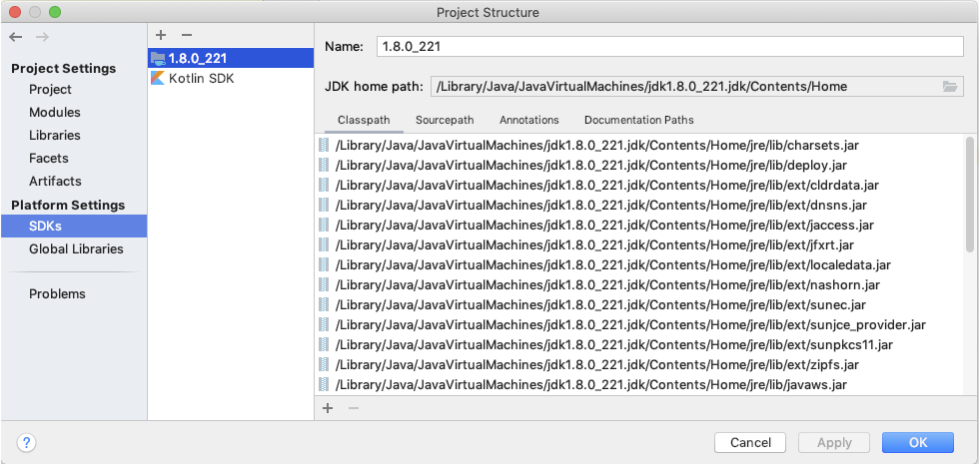 Project Structure
Project Settings
Project
Modules
Libraries
Facets
Artifacts
Platform Settings
SDKs
Global Libraries
Problems
1.8.0_221
Kotlin SDK
Name: 1.8.0_221
JDK home path: /Library/Java/JavaVirtualMachines/jdk1.8.0_221.jdk/Contents/Home
Classpath Sourcepath Annotations Documentation Paths
/Library/Java/JavaVirtualMachines/jdk1.8.0_221.jdk/Contents/Home/jre/lib/charsets.jar
/Library/Java/JavaVirtualMachines/jdk1.8.0_221.jdk/Contents/Home/jre/lib/deploy.jar
/Library/Java/JavaVirtualMachines/jdk1.8.0_221.jdk/Contents/Home/jre/lib/ext/cldrdata.jar
/Library/Java/JavaVirtualMachines/jdk1.8.0_221.jdk/Contents/Home/jre/lib/ext/dnsns.jar
/Library/Java/JavaVirtualMachines/jdk1.8.0_221.jdk/Contents/Home/jre/lib/ext/jaccess.jar
/Library/Java/JavaVirtualMachines/jdk1.8.0_221.jdk/Contents/Home/jre/lib/ext/jfxrt.jar
/Library/Java/JavaVirtualMachines/jdk1.8.0_221.jdk/Contents/Home/jre/lib/ext/localedata.jar
/Library/Java/JavaVirtualMachines/jdk1.8.0_221.jdk/Contents/Home/jre/lib/ext/nashorn.jar
/Library/Java/JavaVirtualMachines/jdk1.8.0_221.jdk/Contents/Home/jre/lib/ext/sunec.jar
/Library/Java/JavaVirtualMachines/jdk1.8.0_221.jdk/Contents/Home/jre/lib/ext/sunjce_provider.jar
/Library/Java/JavaVirtualMachines/jdk1.8.0_221.jdk/Contents/Home/jre/lib/ext/sunpkcs11.jar
/Library/Java/JavaVirtualMachines/jdk1.8.0_221.jdk/Contents/Home/jre/lib/ext/zipfs.jar
/Library/Java/JavaVirtualMachines/jdk1.8.0_221.jdk/Contents/Home/jre/lib/javaws.jar
? Cancel Apply OK